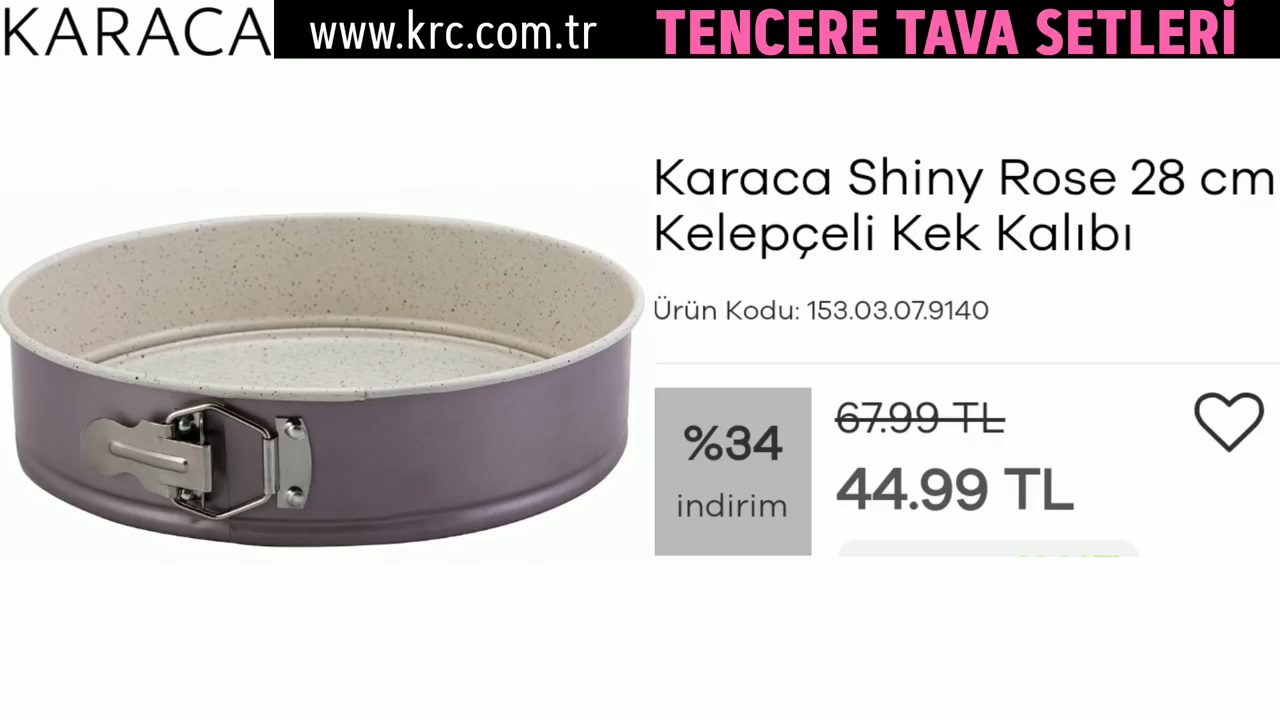 KARACA
www.krc.com.tr
TENCERE TAVA SETLERİ
Karaca Shiny Rose 28 cm
Kelepçeli Kek Kalıbı
Ürün Kodu: 153.03.07.9140
%34
indirim
67.99 TL
44.99 TL